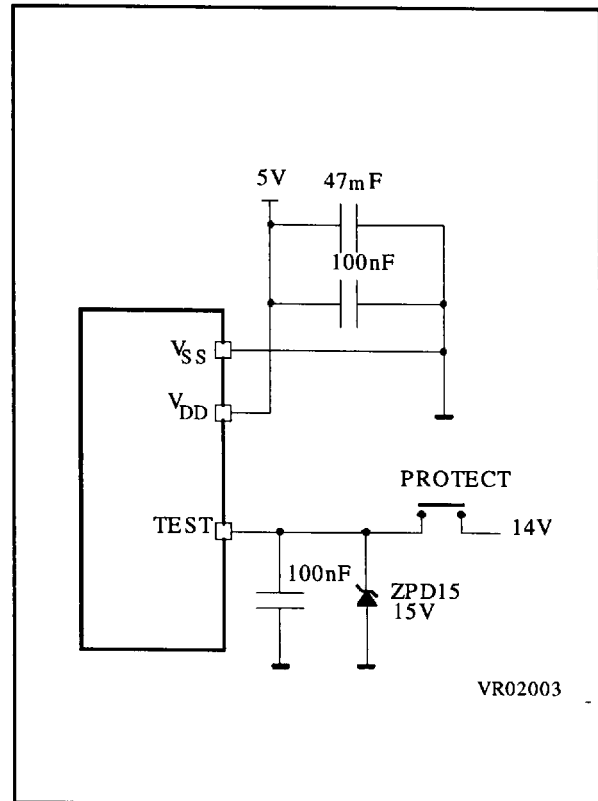 5V 47mF
100nF
VSS
VDD
PROTECT
TEST
14V
100nF
ZPD15
15V
VR02003